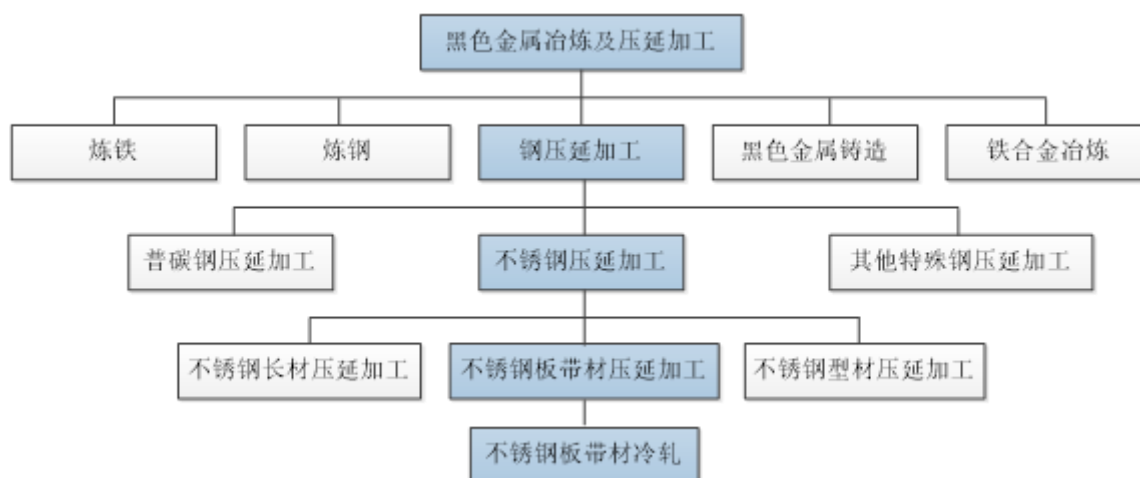 黑色金属冶炼及压延加工
炼铁
炼钢
钢压延加工
黑色金属铸造
铁合金冶炼
普碳钢压延加工
不锈钢压延加工
其他特殊钢压延加工
不锈钢长材压延加工
不锈钢板带材压延加工
不锈钢型材压延加工
不锈钢板带材冷轧